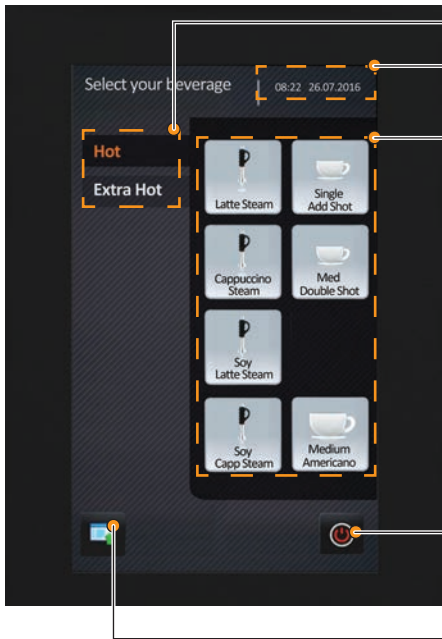 Select your beverage
08:22 26.07.2016
Hot
Extra Hot
Latte Steam
Single
Add Shot
Cappuccino
Steam
Med
Double Shot
Soy
Latte Steam
Soy
Capp Steam
Medium
Americano